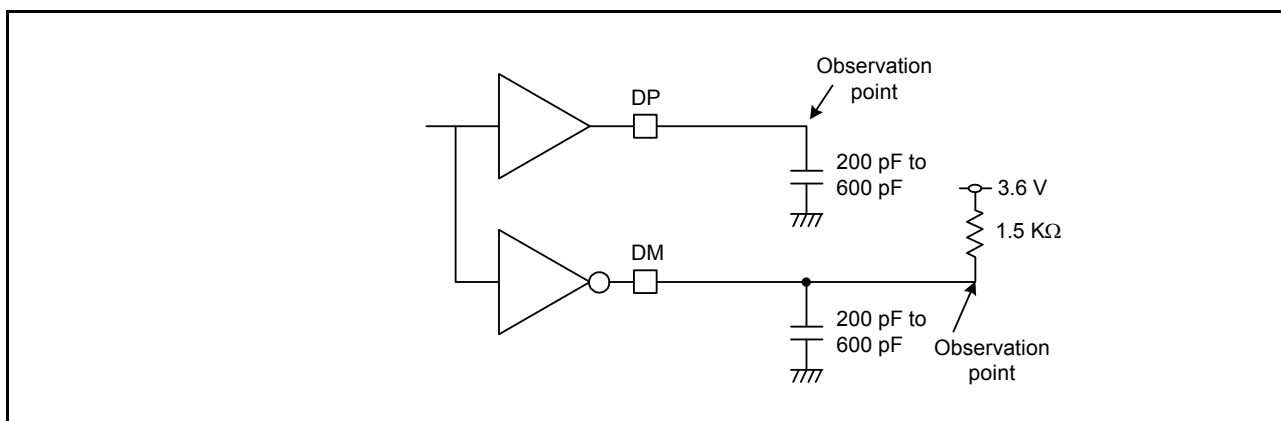 Observation
point
DP
200 pF to
600 pF
3.6 V
1.5 KΩ
DM
200 pF to
600 pF
Observation
point